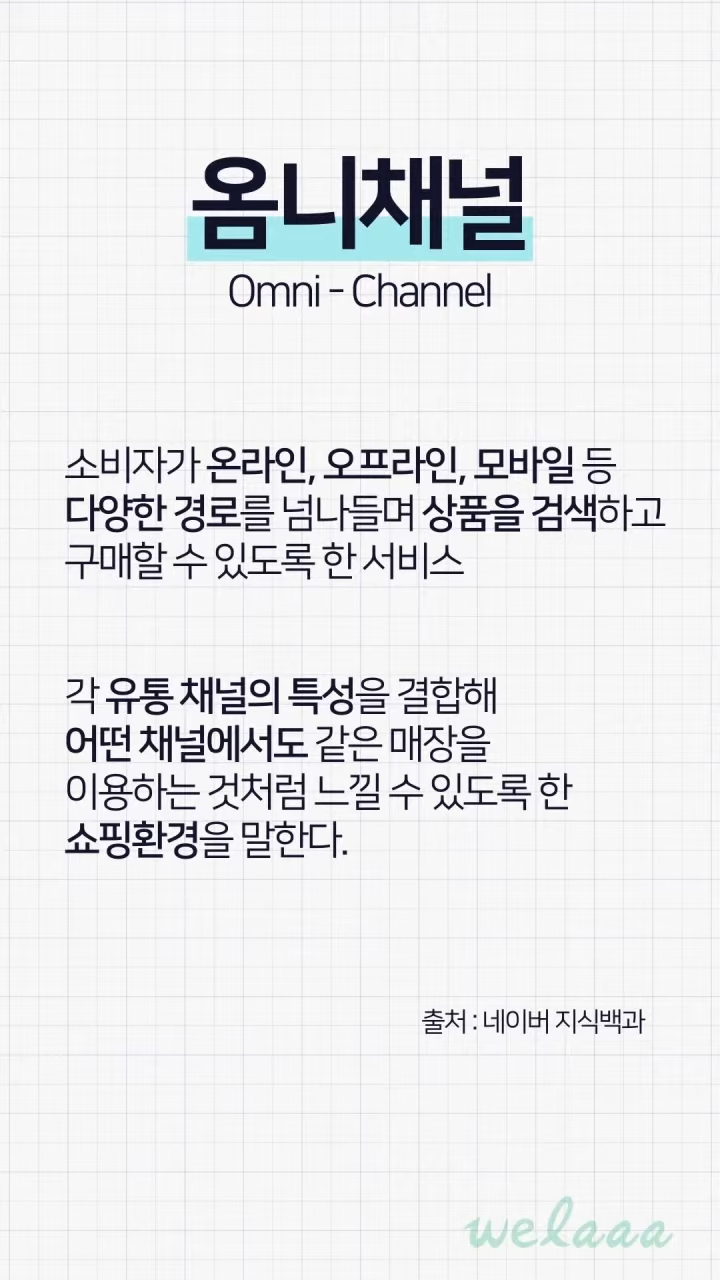 옴니채널
Omni - Channel
소비자가 온라인, 오프라인, 모바일 등
다양한 경로를 넘나들며 상품을 검색하고
구매할 수 있도록 한 서비스
각 유통 채널의 특성을 결합해
어떤 채널에서도 같은 매장을
이용하는 것처럼 느낄 수 있도록 한
쇼핑환경을 말한다.
출처 : 네이버 지식백과
welaaa